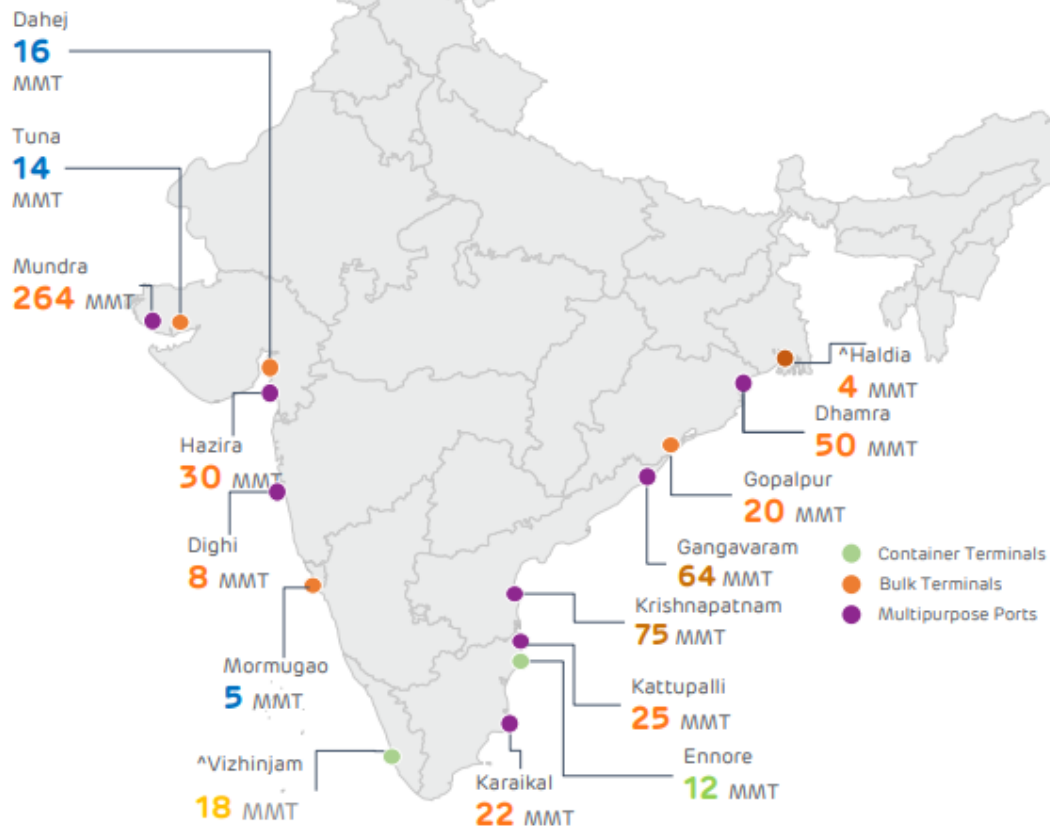 Dahej
16
MMT
Tuna
14
MMT
Mundra
264 MMT
Hazira
30 MMT
Dighi
8 MMT
Mormugao
5 MMT
^Vizhinjam
18 MMT
Karaikal
22 MMT
Ennore
12 MMT
Kattupalli
25 MMT
Krishnapatnam
75 MMT
Gangavaram
64 MMT
Gopalpur
20 MMT
Dhamra
50 MMT
^Haldia
4 MMT
Container Terminals
Bulk Terminals
Multipurpose Ports